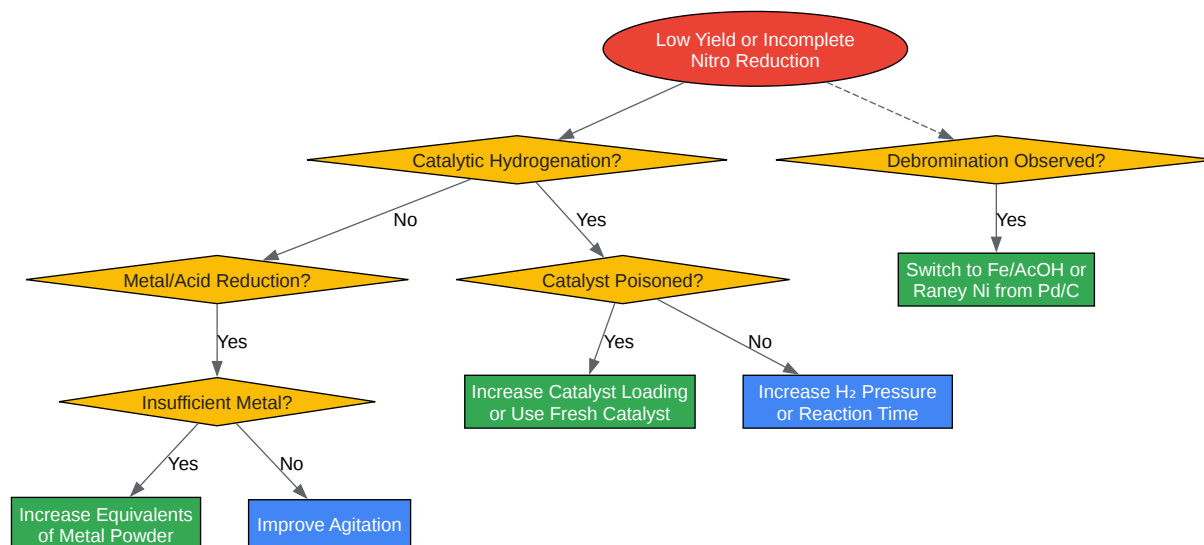 Low Yield or Incomplete
Nitro Reduction
Catalytic Hydrogenation?
Debromination Observed?
No
Yes
Yes
Metal/Acid Reduction?
Catalyst Poisoned?
Switch to Fe/AcOH or
Raney Ni from Pd/C
Yes
Yes
No
Insufficient Metal?
Increase Catalyst Loading
or Use Fresh Catalyst
Increase H₂ Pressure
or Reaction Time
Yes
No
Increase Equivalents
of Metal Powder
Improve Agitation